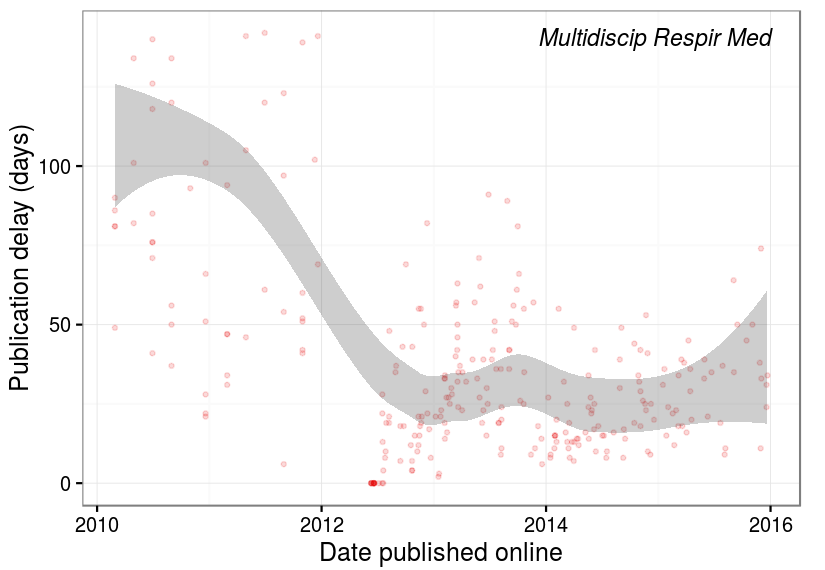 Multidiscip Respir Med
Publication delay (days)
100
50
0
2010 2012 2014 2016
Date published online